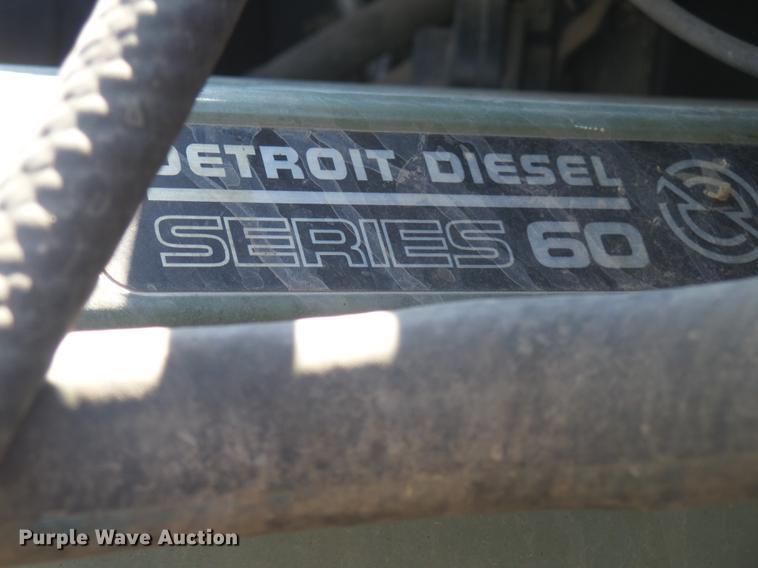 DETROIT DIESEL
SERIES 60
Purple Wave Auction